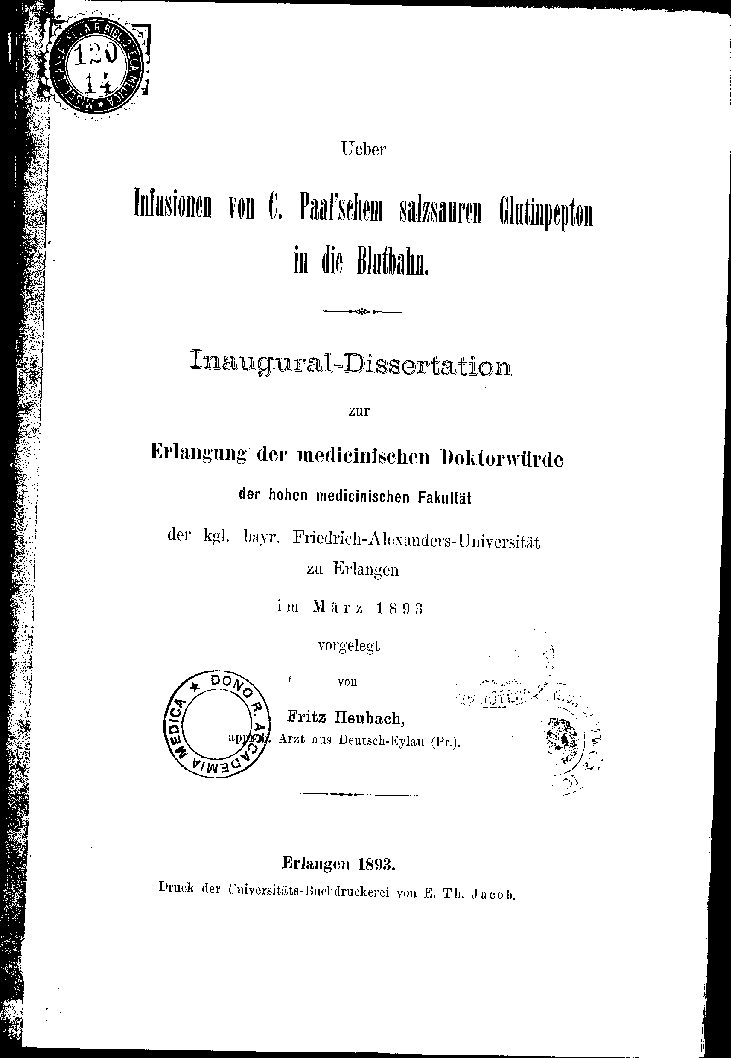 120
14
Ueber
Infusionen von C. Paal'schem salzsauren Glutinpepton
in die Blutbahn.
Inaugural-Dissertation
zur
Erlangung der medicinischen Doktorwürde
der hohen medicinischen Fakultät
der kgl. bayr. Friedrich-Alexanders-Universität
zu Erlangen
im März 1893
vorgelegt
von
Fritz Heubach,
approb. Arzt aus Deutsch-Eylau (Pr.).
★ DONO R. ACCADEMIA MEDICA
Erlangen 1893.
Druck der Universitäts-Buchdruckerei von E. Th. Jacob.